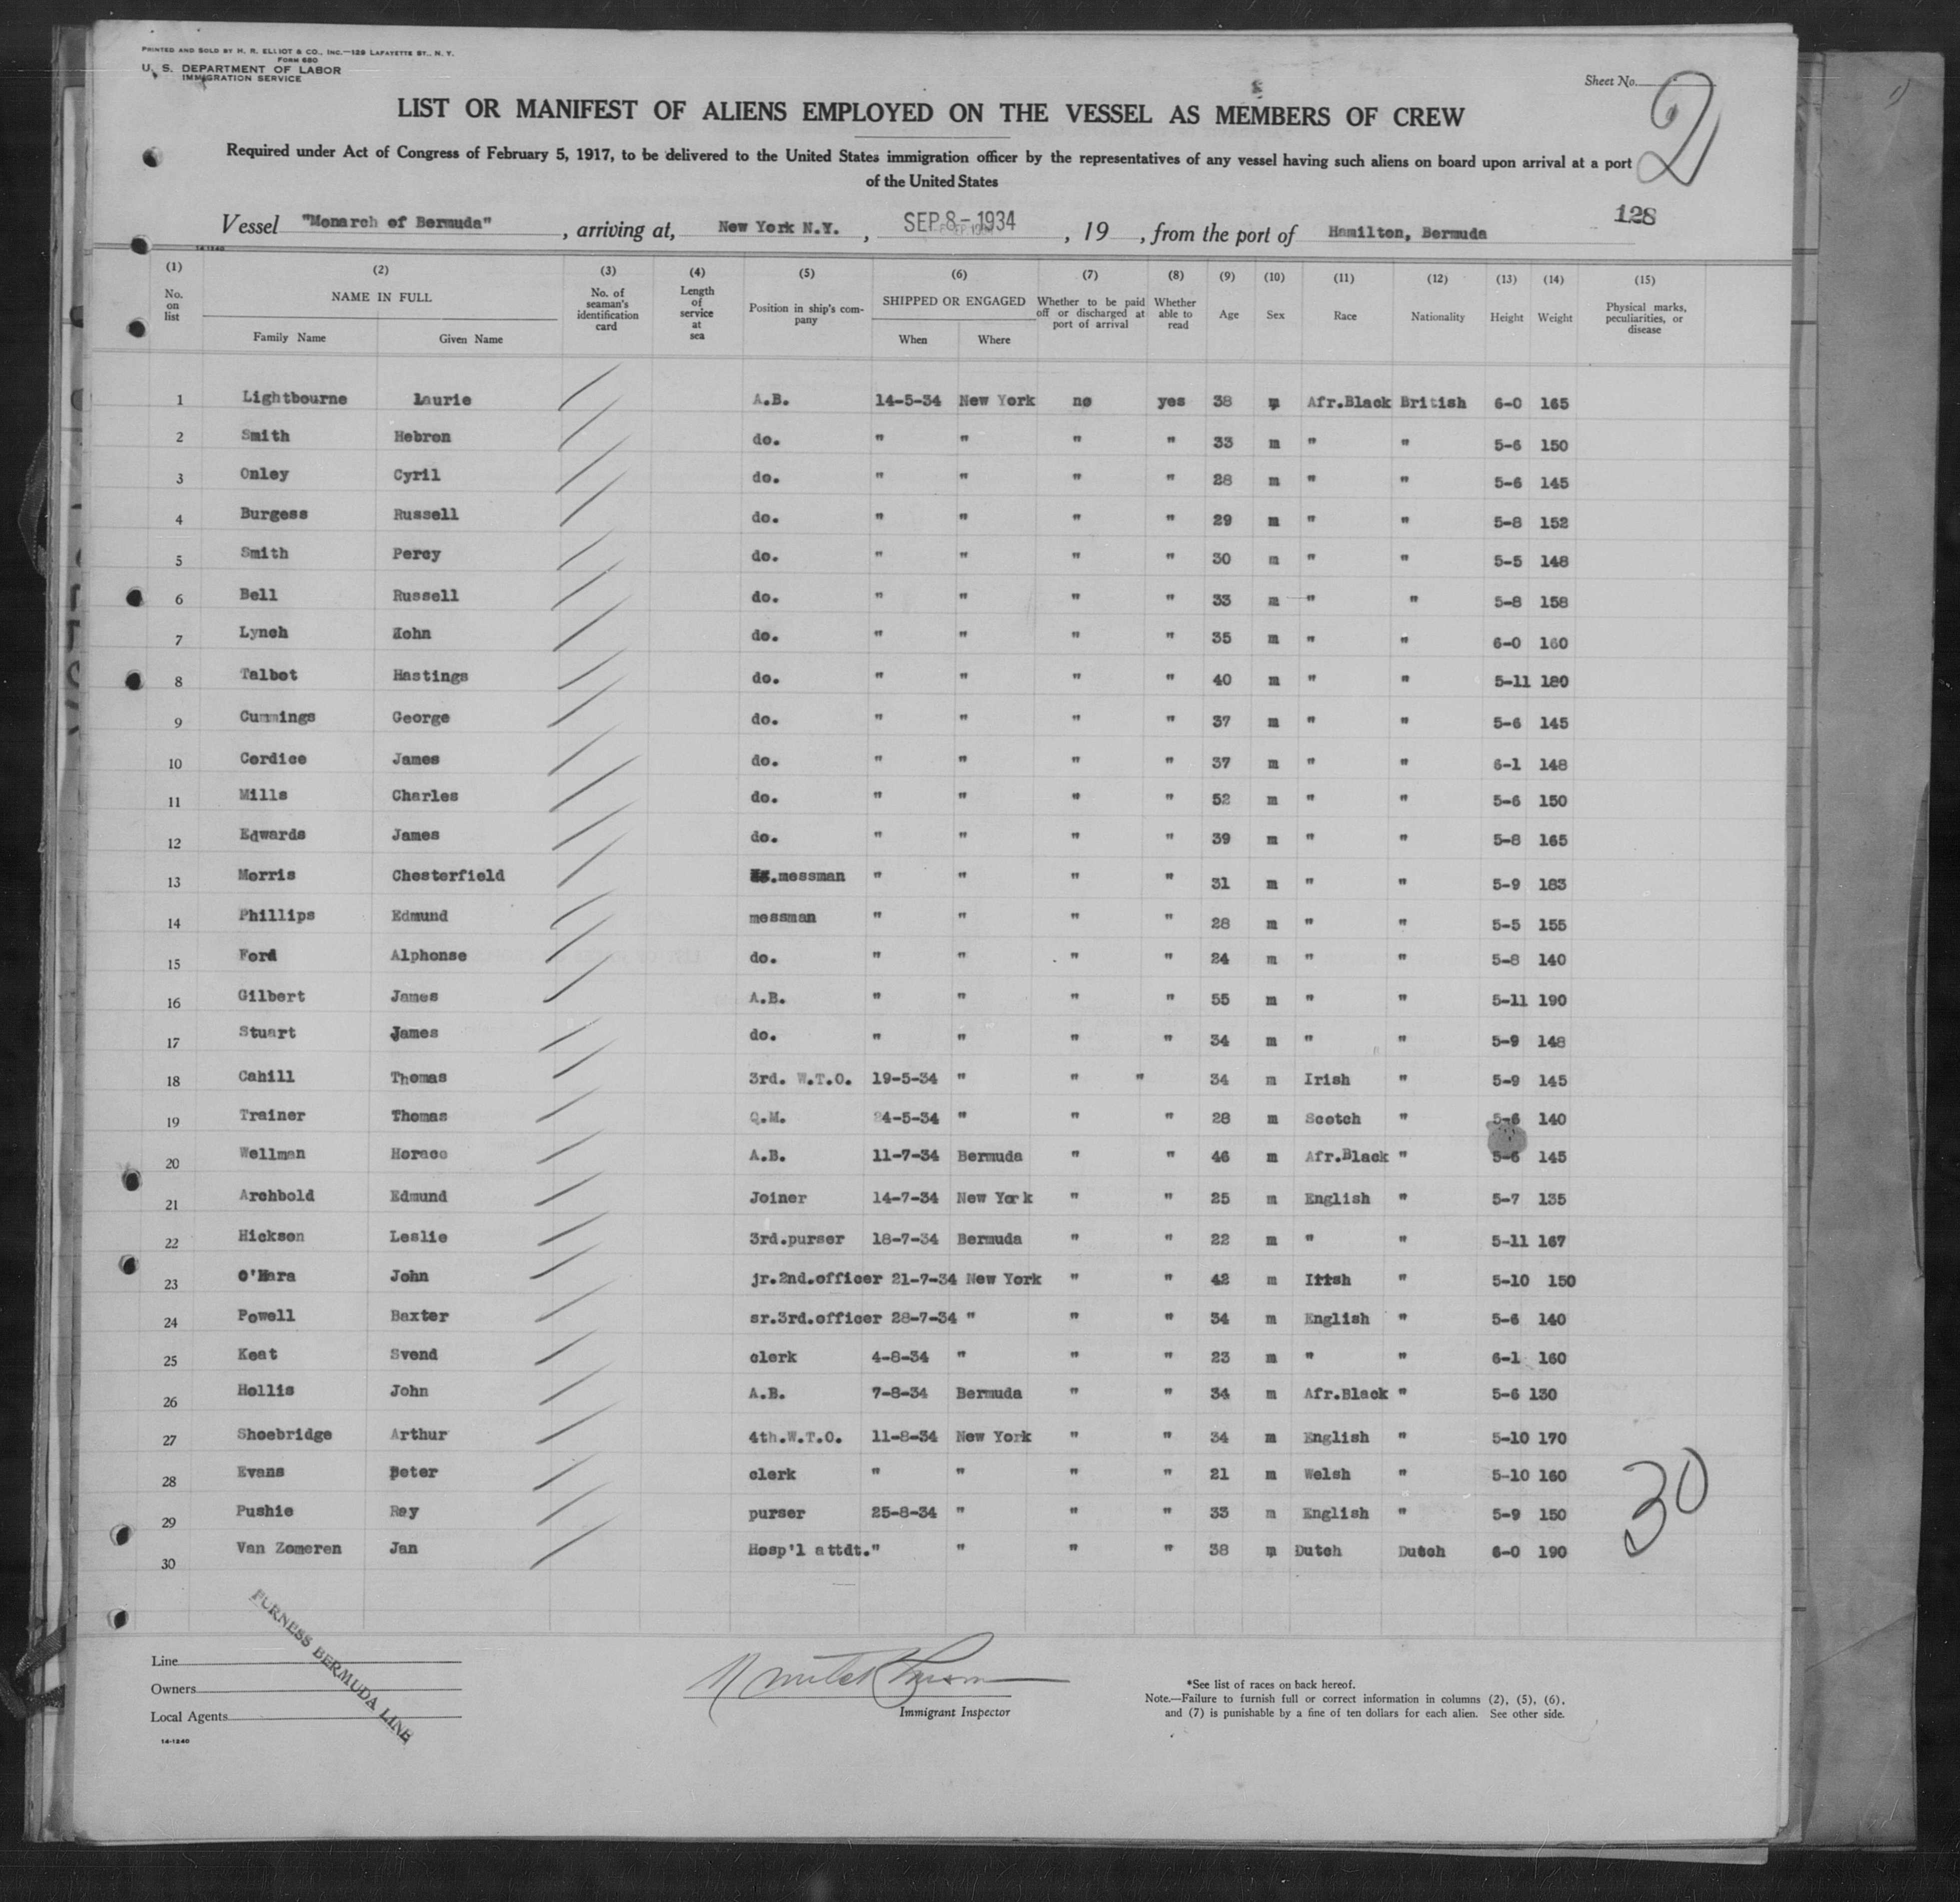 PRINTED AND SOLD BY H. R. ELLIOT & CO., INC.—129 LAFAYETTE ST., N. Y.
FORM 680
U. S. DEPARTMENT OF LABOR
IMMIGRATION SERVICE
Sheet No. 2
LIST OR MANIFEST OF ALIENS EMPLOYED ON THE VESSEL AS MEMBERS OF CREW
Required under Act of Congress of February 5, 1917, to be delivered to the United States immigration officer by the representatives of any vessel having such aliens on board upon arrival at a port
of the United States
128
Vessel "Monarch of Bermuda", arriving at, New York N.Y., SEP 8 - 1934, 19 , from the port of Hamilton, Bermuda
14-1240
(1) (2) (3) (4) (5) (6) (7) (8) (9) (10) (11) (12) (13) (14) (15)
No. on list NAME IN FULL Family Name Given Name No. of seaman's identification card Length of service at sea Position in ship's company SHIPPED OR ENGAGED When Where Whether to be paid off or discharged at port of arrival Whether able to read Age Sex Race Nationality Height Weight Physical marks, peculiarities, or disease
1 Lightbourne Laurie A.B. 14-5-34 New York no yes 38 m Afr.Black British 6-0 165
2 Smith Hebron do. " " " " 33 m " " 5-6 150
3 Onley Cyril do. " " " " 28 m " " 5-6 145
4 Burgess Russell do. " " " " 29 m " " 5-8 152
5 Smith Percy do. " " " " 30 m " " 5-5 148
6 Bell Russell do. " " " " 33 m " " 5-8 158
7 Lynch John do. " " " " 35 m " " 6-0 160
8 Talbot Hastings do. " " " " 40 m " " 5-11 180
9 Cummings George do. " " " " 37 m " " 5-6 145
10 Cordice James do. " " " " 37 m " " 6-1 148
11 Mills Charles do. " " " " 52 m " " 5-6 150
12 Edwards James do. " " " " 39 m " " 5-8 165
13 Morris Chesterfield .messman " " " " 31 m " " 5-9 183
14 Phillips Edmund messman " " " " 28 m " " 5-5 155
15 Ford Alphonse do. " " " " 24 m " " 5-8 140
16 Gilbert James A.B. " " " " 55 m " " 5-11 190
17 Stuart James do. " " " " 34 m " " 5-9 148
18 Cahill Thomas 3rd. W.T.O. 19-5-34 " " " 34 m Irish " 5-9 145
19 Trainer Thomas Q.M. 24-5-34 " " " 28 m Scotch " 5-6 140
20 Wellman Horace A.B. 11-7-34 Bermuda " " 46 m Afr.Black " 5-6 145
21 Archbold Edmund Joiner 14-7-34 New York " " 25 m English " 5-7 135
22 Hickson Leslie 3rd.purser 18-7-34 Bermuda " " 22 m " " 5-11 167
23 O'Hara John jr.2nd.officer 21-7-34 New York " " 42 m Irish " 5-10 150
24 Powell Baxter sr.3rd.officer 28-7-34 " " " 34 m English " 5-6 140
25 Keat Svend clerk 4-8-34 " " " 23 m " " 6-1 160
26 Hollis John A.B. 7-8-34 Bermuda " " 34 m Afr.Black " 5-6 130
27 Shoebridge Arthur 4th.W.T.O. 11-8-34 New York " " 34 m English " 5-10 170
28 Evans Peter clerk " " " " 21 m Welsh " 5-10 160
29 Pushie Ray purser 25-8-34 " " " 33 m English " 5-9 150
30 Van Zomeren Jan Hosp'l attdt. " " " " 38 m Dutch Dutch 6-0 190
30
FURNESS BERMUDA LINE
Line
Owners
Local Agents
14-1240
Immigrant Inspector
*See list of races on back hereof.
Note.—Failure to furnish full or correct information in columns (2), (5), (6),
and (7) is punishable by a fine of ten dollars for each alien. See other side.